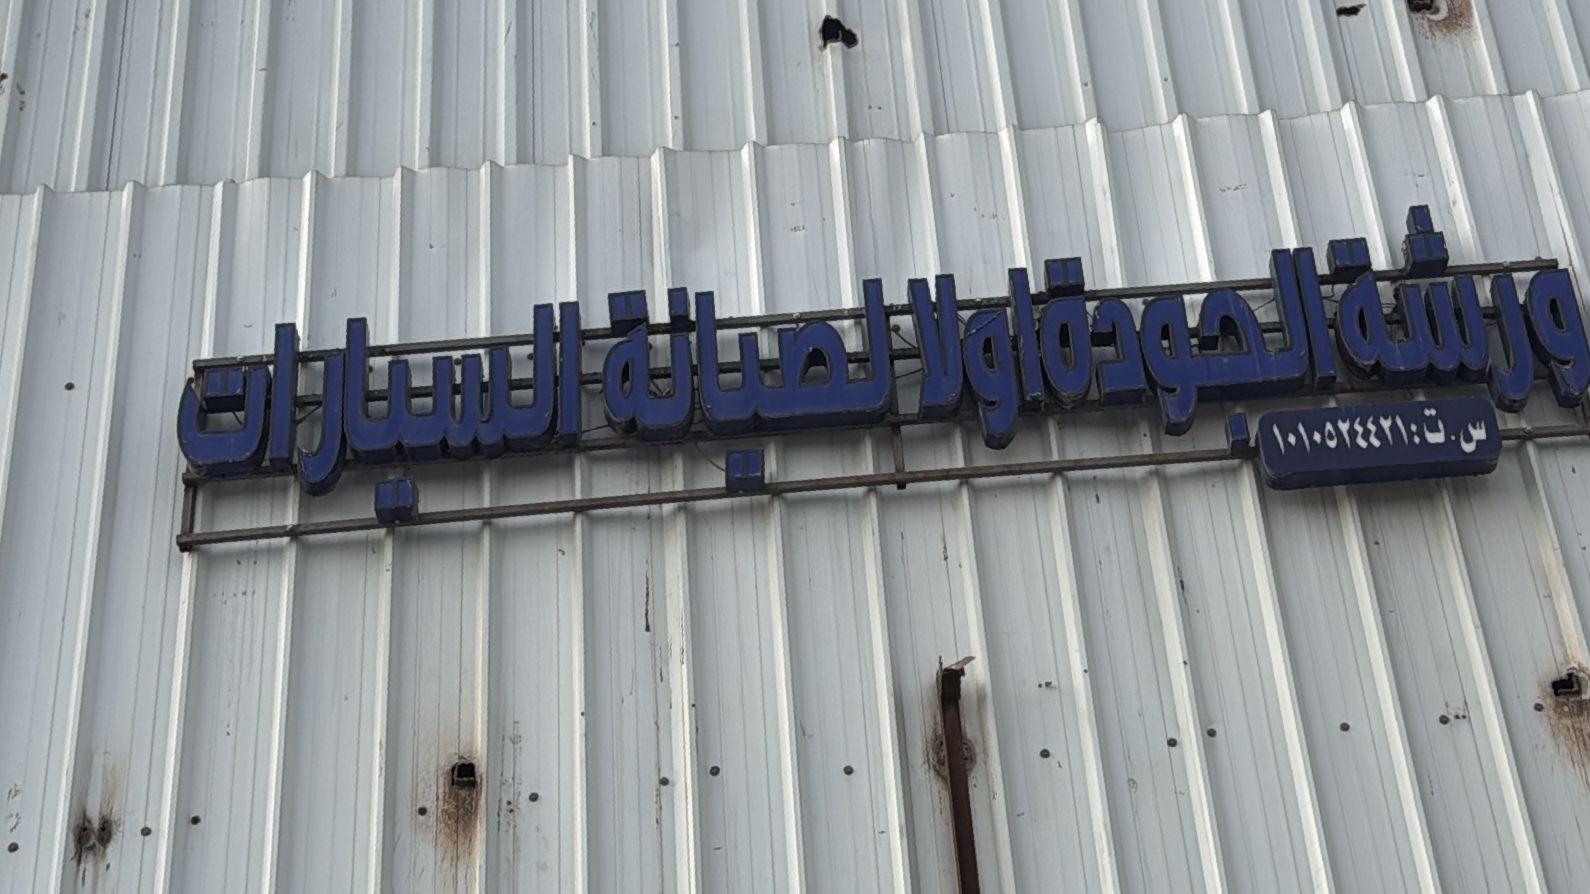 ورشة الجودة اولا لصيانة السيارات
س.ت: ١٠١٠٥٢٤٤٢١